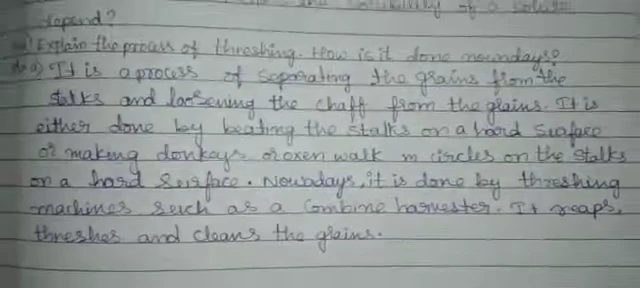 of a solut
depend?
Explain the process of threshing. How is it done nowadays?
a) It is a process of separating the grains from the
stalks and loosening the chaff from the grains. It is
either done by beating the stalks on a hard surface
or making donkeys or oxen walk in circles on the stalks
on a hard surface. Nowadays, it is done by threshing
machines such as a combine harvester. It reaps,
threshes and cleans the grains.